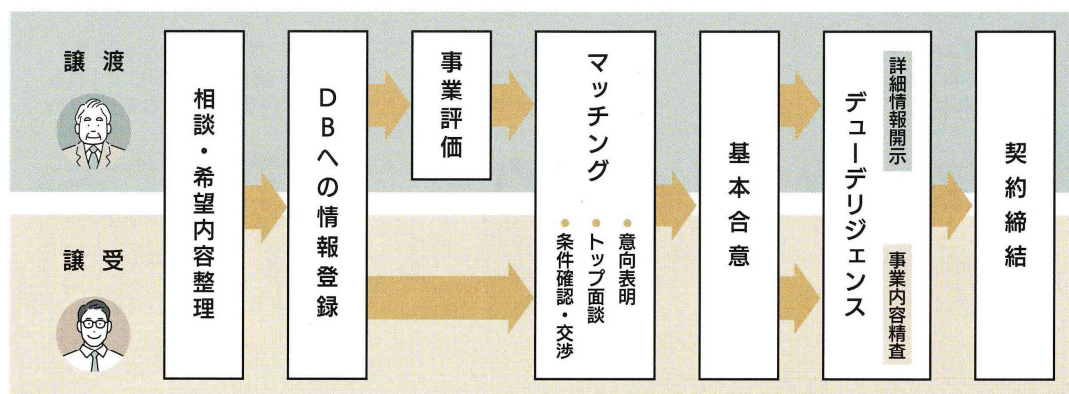 譲渡
譲受
相談・希望内容整理
DBへの情報登録
事業評価
マッチング
意向表明
トップ面談
条件確認・交渉
基本合意
デューデリジェンス
詳細情報開示
事業内容精査
契約締結